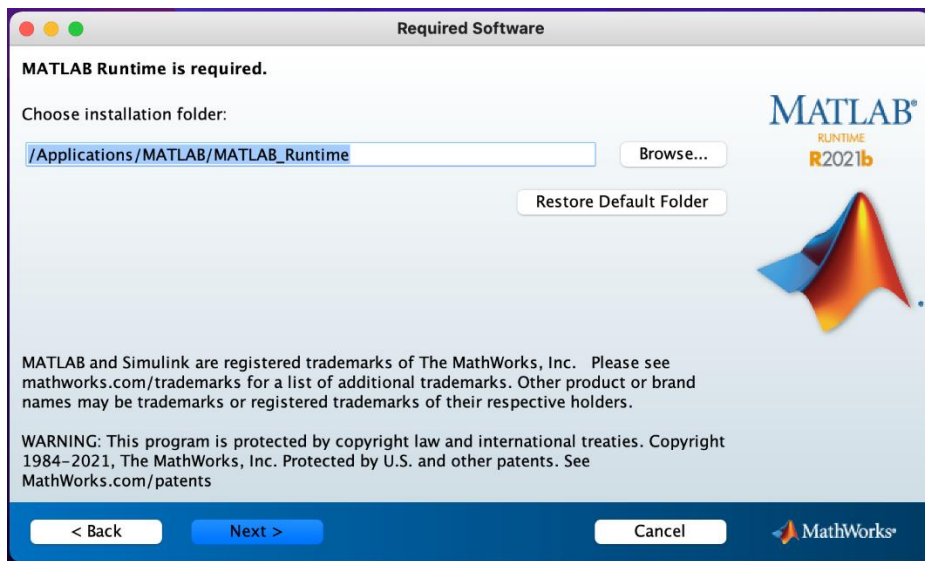 Required Software
MATLAB Runtime is required.
Choose installation folder:
/Applications/MATLAB/MATLAB_Runtime
Browse...
Restore Default Folder
MATLAB®
RUNTIME
R2021b
MATLAB and Simulink are registered trademarks of The MathWorks, Inc.   Please see
mathworks.com/trademarks for a list of additional trademarks. Other product or brand
names may be trademarks or registered trademarks of their respective holders.
WARNING: This program is protected by copyright law and international treaties. Copyright
1984-2021, The MathWorks, Inc. Protected by U.S. and other patents. See
MathWorks.com/patents
< Back
Next >
Cancel
MathWorks®